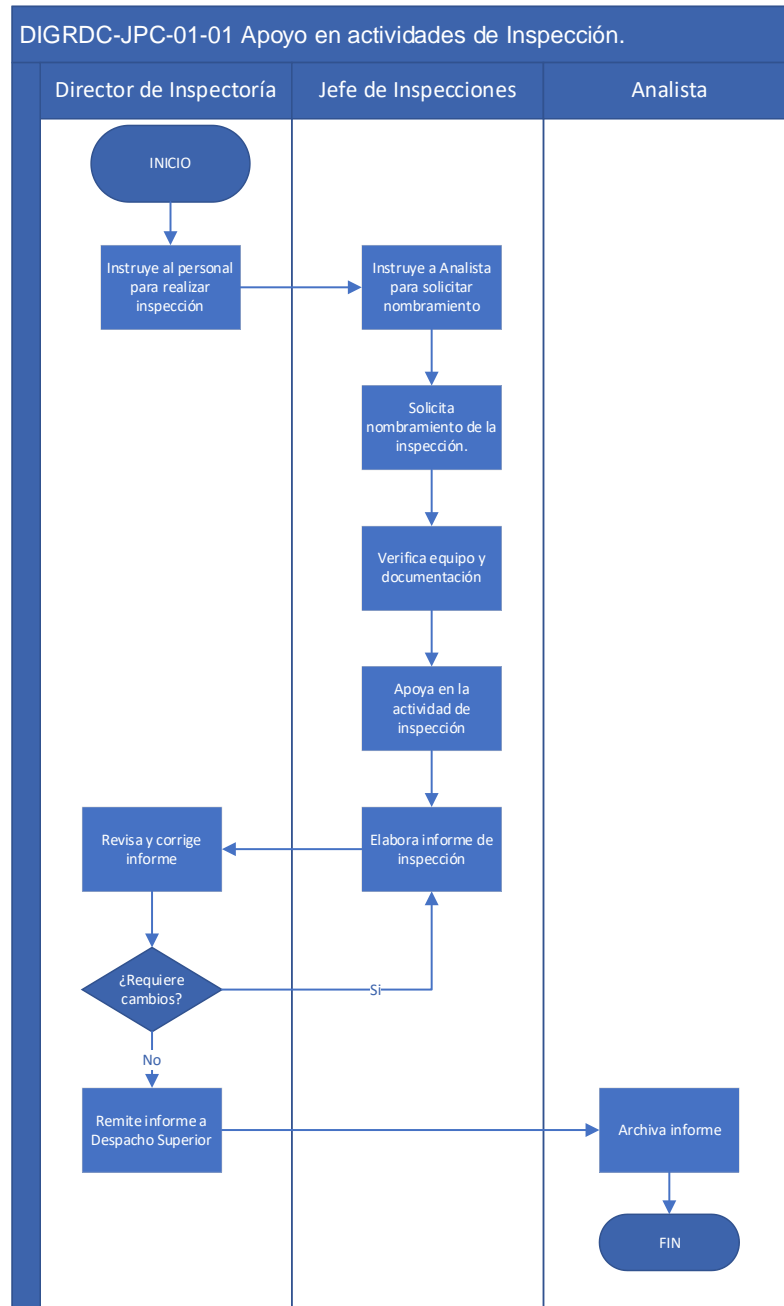 DIGRDC-JPC-01-01 Apoyo en actividades de Inspección.
Director de Inspectoría
Jefe de Inspecciones
Analista
INICIO
Instruye al personal
para realizar
inspección
Instruye a Analista
para solicitar
nombramiento
Solicita
nombramiento de la
inspección.
Verifica equipo y
documentación
Apoya en la
actividad de
inspección
Revisa y corrige
informe
Elabora informe de
inspección
¿Requiere
cambios?
Si
No
Remite informe a
Despacho Superior
Archiva informe
FIN